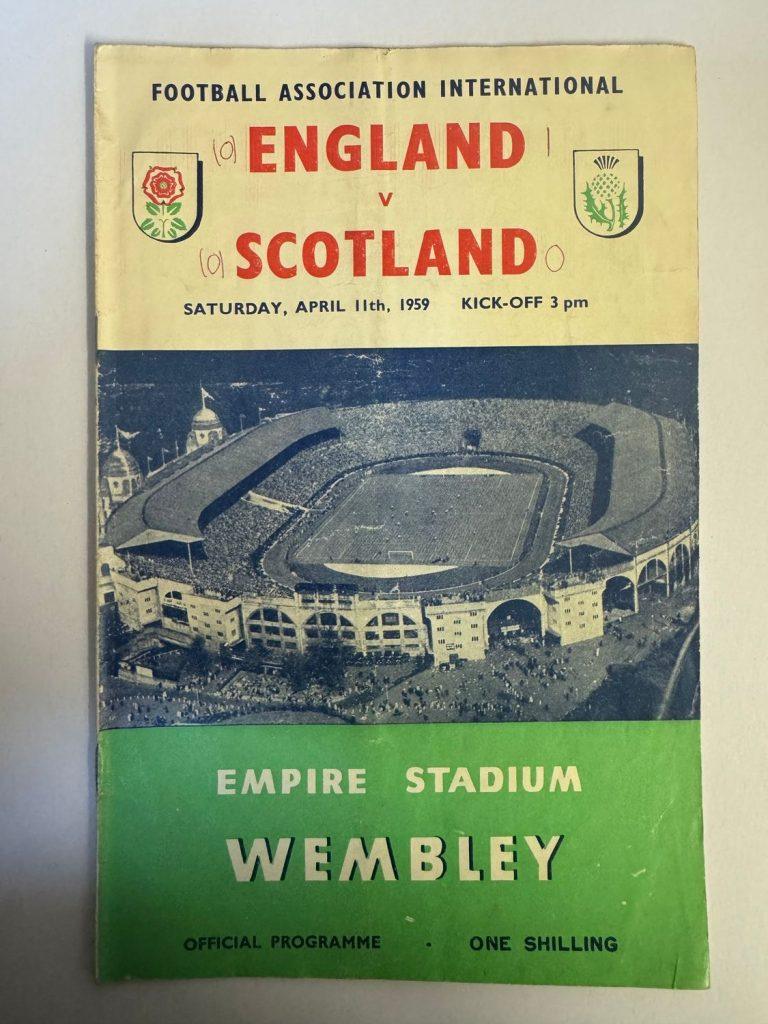 FOOTBALL ASSOCIATION INTERNATIONAL
(0) ENGLAND 1
v
(0) SCOTLAND 0
SATURDAY, APRIL 11th, 1959 KICK-OFF 3 pm
EMPIRE STADIUM
WEMBLEY
OFFICIAL PROGRAMME · ONE SHILLING